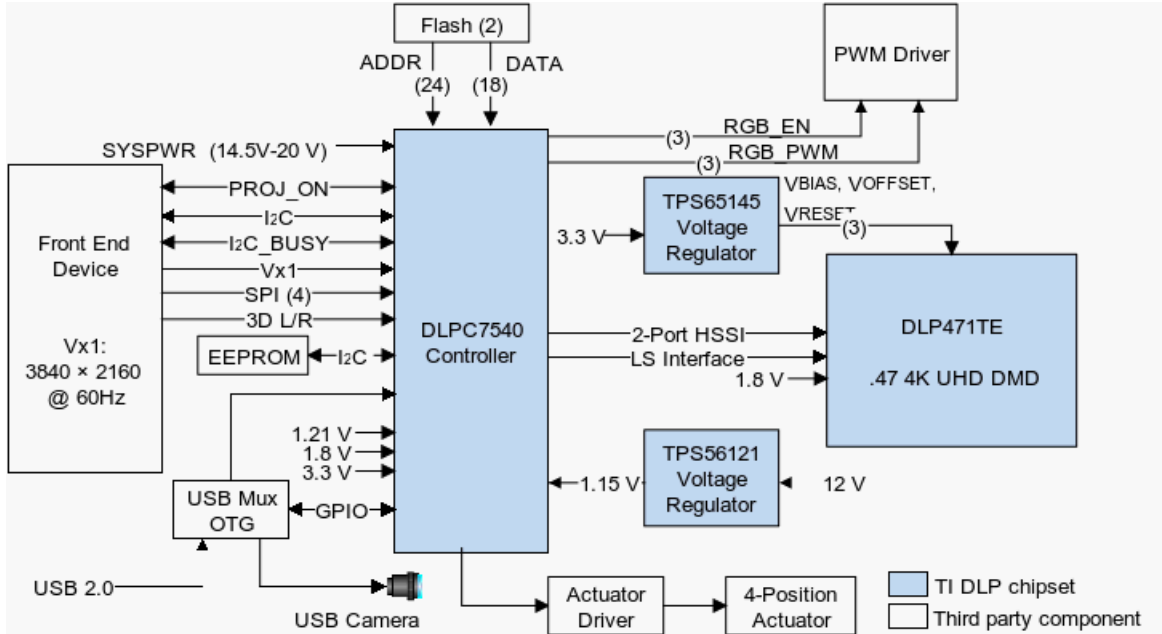 Flash (2)
ADDR
DATA
(24)
(18)
PWM Driver
RGB_EN
(3)
RGB_PWM
(3)
SYSPWR (14.5V-20 V)
PROJ_ON
I2C
I2C_BUSY
Vx1
SPI (4)
3D L/R
Front End
Device
Vx1:
3840 × 2160
@ 60Hz
EEPROM
I2C
DLPC7540
Controller
TPS65145
Voltage
Regulator
3.3 V
VBIAS, VOFFSET,
VRESET
(3)
2-Port HSSI
LS Interface
1.8 V
DLP471TE
.47 4K UHD DMD
1.21 V
1.8 V
3.3 V
TPS56121
Voltage
Regulator
1.15 V
12 V
USB Mux
OTG
GPIO
USB 2.0
USB Camera
Actuator
Driver
4-Position
Actuator
TI DLP chipset
Third party component